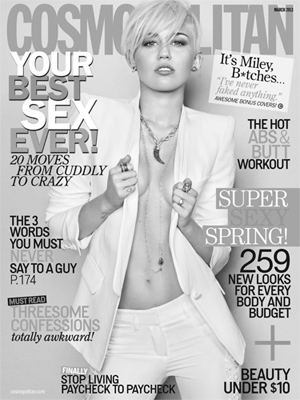 MARCH 2013
COSMOPOLITAN
YOUR
BEST
SEX
EVER!
20 MOVES
FROM CUDDLY
TO CRAZY
It's Miley,
B*tches...
"I've never
faked anything."
AWESOME BONUS COVERS!
THE HOT
ABS &
BUTT
WORKOUT
SUPER
SEXY
SPRING!
THE 3
WORDS
YOU MUST
NEVER
SAY TO A GUY
P.174
259
NEW LOOKS
FOR EVERY
BODY AND
BUDGET
MUST READ
THREESOME
CONFESSIONS
totally awkward!
+
FINALLY
STOP LIVING
PAYCHECK TO PAYCHECK
BEAUTY
UNDER $10
cosmopolitan.com